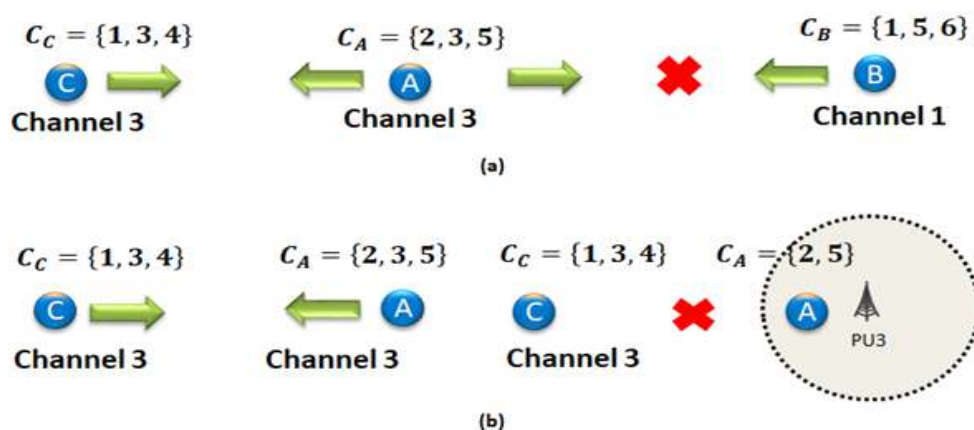 C_C = {1, 3, 4}
C_A = {2, 3, 5}
C_B = {1, 5, 6}
C
A
B
Channel 3
Channel 3
Channel 1
(a)
C_C = {1, 3, 4}
C_A = {2, 3, 5}
C_C = {1, 3, 4}
C_A = {2, 5}
C
A
C
A
PU3
Channel 3
Channel 3
Channel 3
(b)